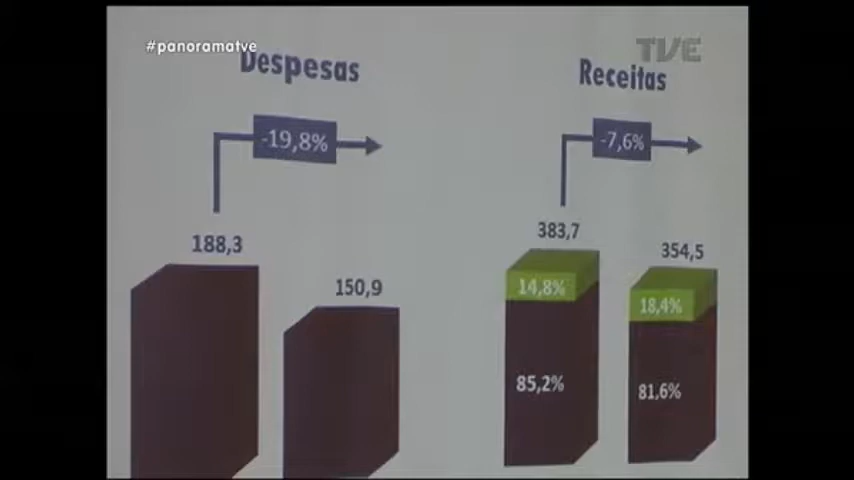 #panoramatve
TVE
Despesas
-19,8%
188,3
150,9
Receitas
-7,6%
383,7
354,5
14,8%
18,4%
85,2%
81,6%